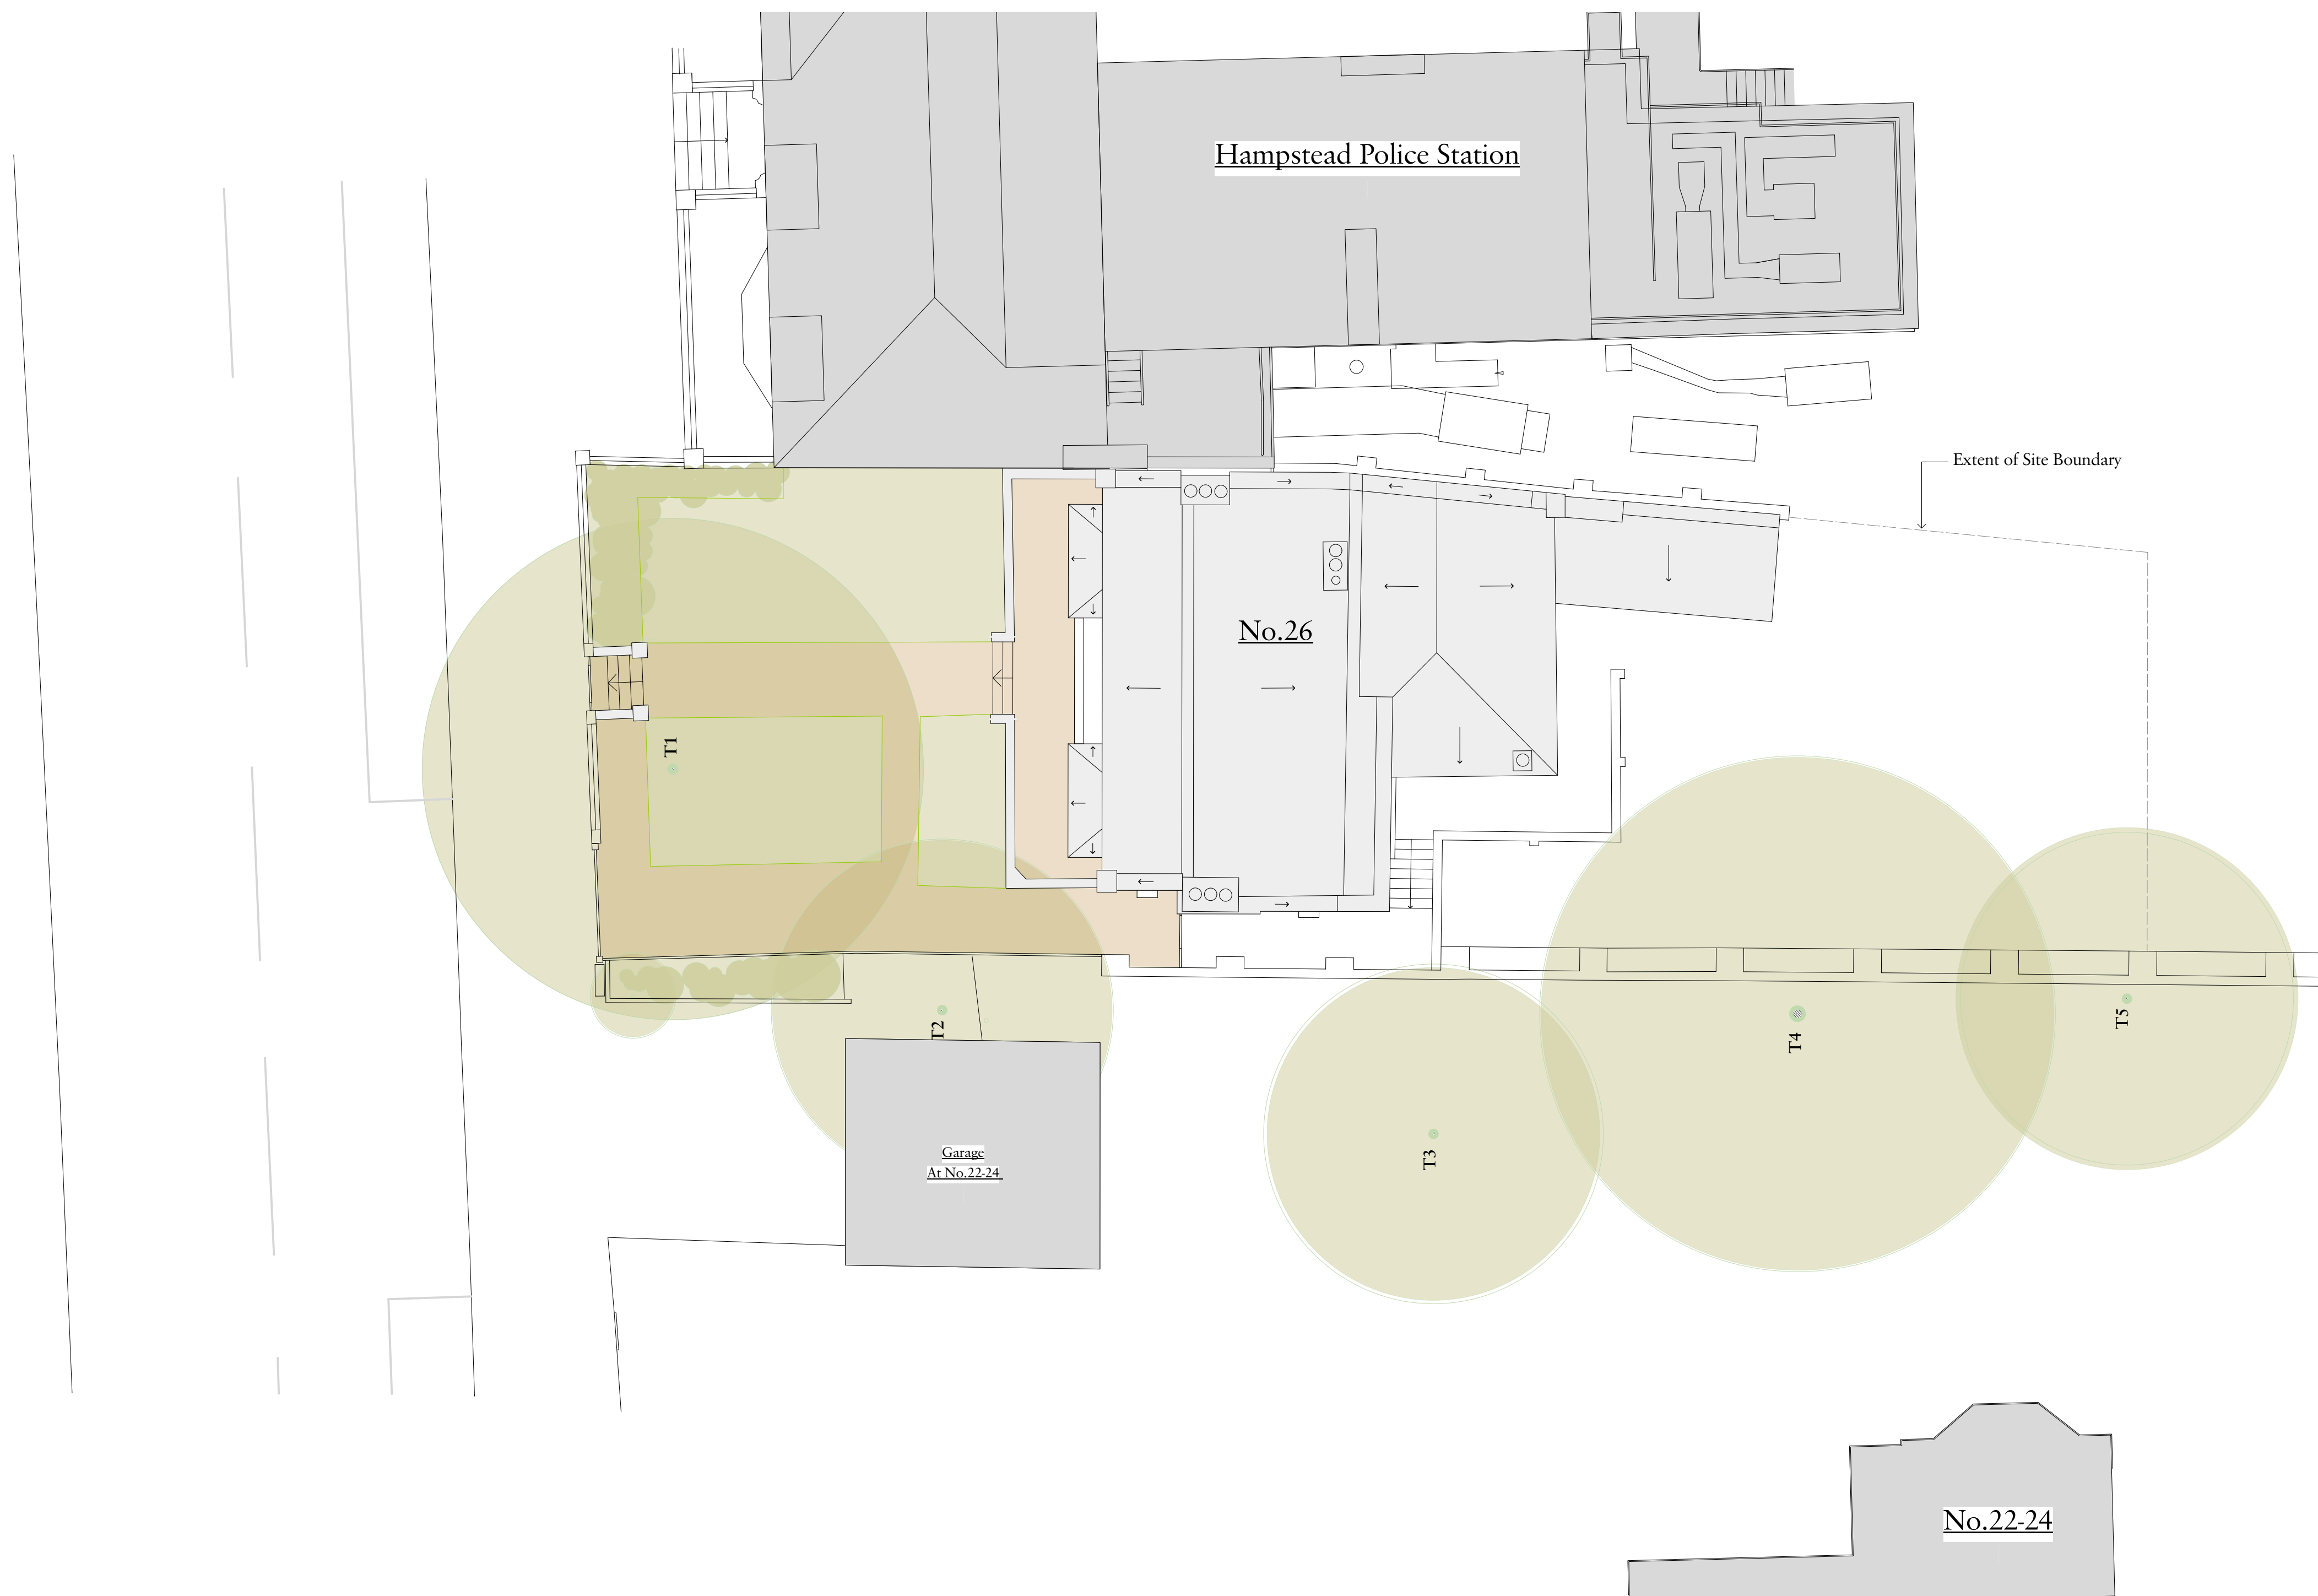 Hampstead Police Station
Extent of Site Boundary
No.26
T1
T2
T5
T4
Garage
At No.22-24
T3
No.22-24